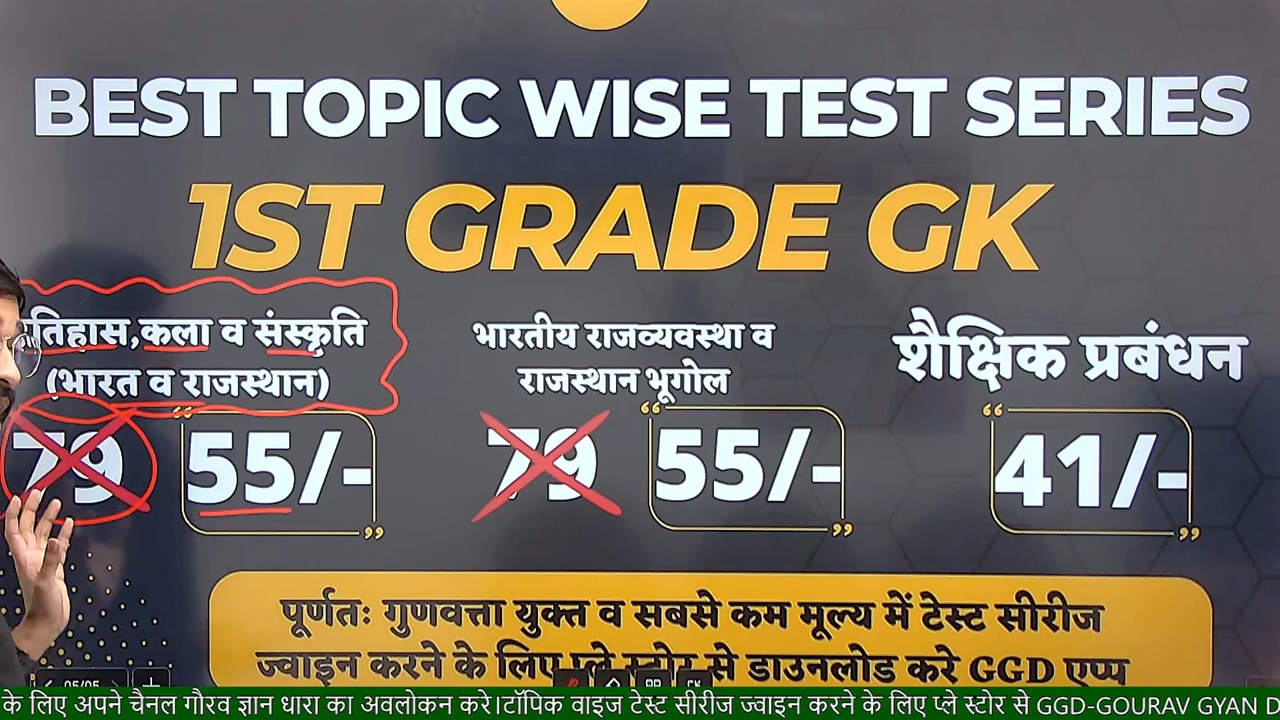 BEST TOPIC WISE TEST SERIES
1ST GRADE GK
कला व संस्कृति
(भारत व राजस्थान)
79 55/-
भारतीय राजव्यवस्था व
राजस्थान भूगोल
79 55/-
शैक्षिक प्रबंधन
41/-
पूर्णतः गुणवत्ता युक्त व सबसे कम मूल्य में टेस्ट सीरीज
ज्वाइन करने के लिए प्ले स्टोर से डाउनलोड करे GGD एप्प
05/05
के लिए अपने चैनल गौरव ज्ञान धारा का अवलोकन करे।टॉपिक वाइज टेस्ट सीरीज ज्वाइन करने के लिए प्ले स्टोर से GGD-GOURAV GYAN